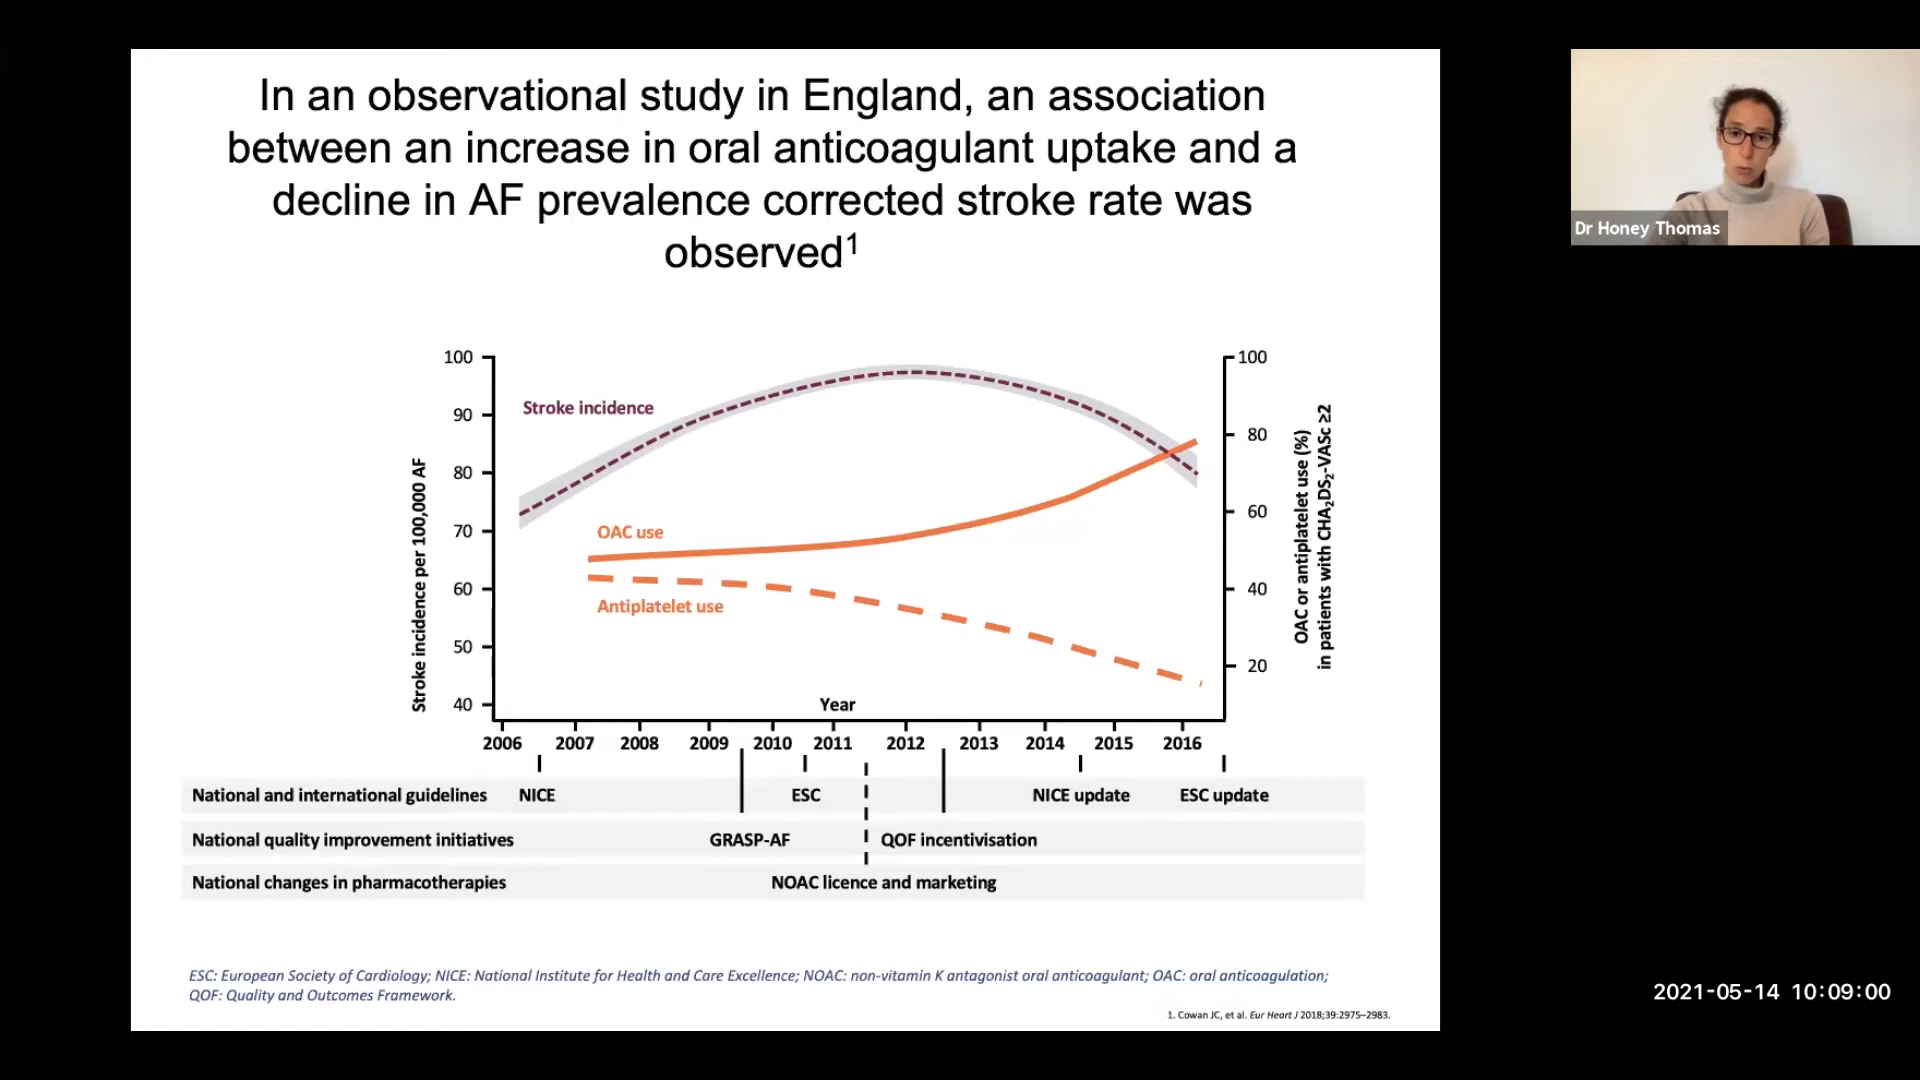 In an observational study in England, an association
between an increase in oral anticoagulant uptake and a
decline in AF prevalence corrected stroke rate was
observed1
Dr Honey Thomas
100
90
80
70
60
50
40
Stroke incidence per 100,000 AF
Stroke incidence
OAC use
Antiplatelet use
100
80
60
40
20
OAC or antiplatelet use (%)
in patients with CHA2DS2-VASc ≥2
Year
2006 2007 2008 2009 2010 2011 2012 2013 2014 2015 2016
National and international guidelines NICE ESC NICE update ESC update
National quality improvement initiatives GRASP-AF QOF incentivisation
National changes in pharmacotherapies NOAC licence and marketing
ESC: European Society of Cardiology; NICE: National Institute for Health and Care Excellence; NOAC: non-vitamin K antagonist oral anticoagulant; OAC: oral anticoagulation;
QOF: Quality and Outcomes Framework.
1. Cowan JC, et al. Eur Heart J 2018;39:2975–2983.
2021-05-14 10:09:00